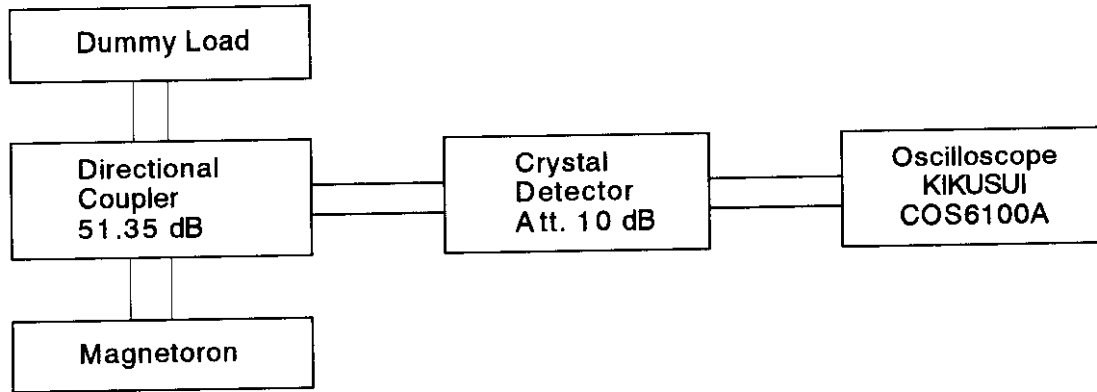 Dummy Load
Directional
Coupler
51.35 dB
Crystal
Detector
Att. 10 dB
Oscilloscope
KIKUSUI
COS6100A
Magnetoron